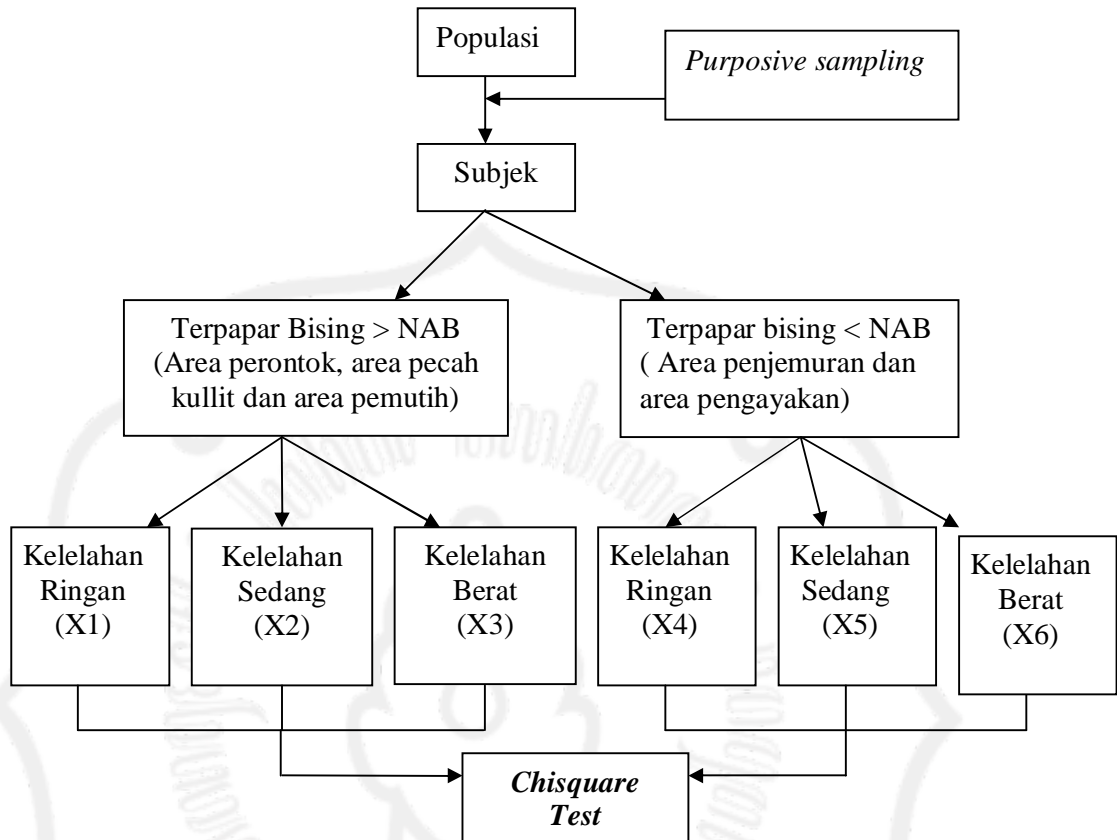 Populasi
Purposive sampling
Subjek
Terpapar Bising > NAB
(Area perontok, area pecah
kullit dan area pemutih)
Terpapar bising < NAB
( Area penjemuran dan
area pengayakan)
Kelelahan
Ringan
(X1)
Kelelahan
Sedang
(X2)
Kelelahan
Berat
(X3)
Kelelahan
Ringan
(X4)
Kelelahan
Sedang
(X5)
Kelelahan
Berat
(X6)
Chisquare
Test